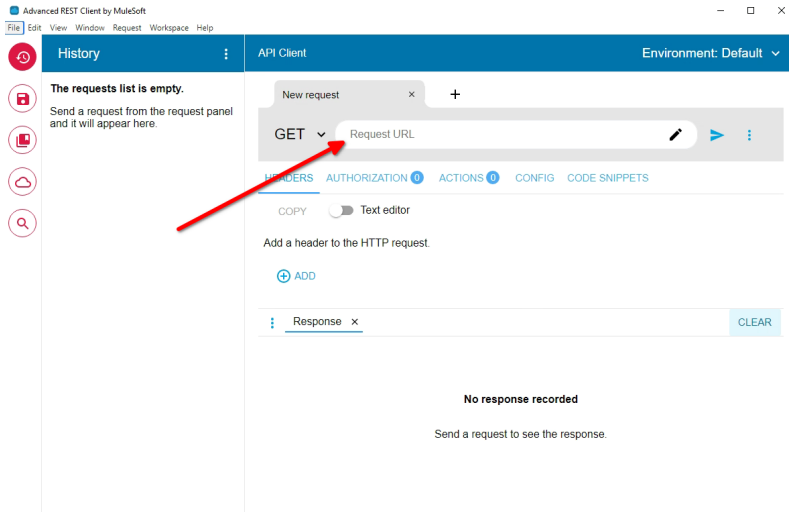 Advanced REST Client by MuleSoft
File Edit View Window Request Workspace Help
History
API Client
Environment: Default
The requests list is empty.
Send a request from the request panel
and it will appear here.
New request × +
GET Request URL
HEADERS AUTHORIZATION 0 ACTIONS 0 CONFIG CODE SNIPPETS
COPY Text editor
Add a header to the HTTP request.
ADD
Response ×
CLEAR
No response recorded
Send a request to see the response.